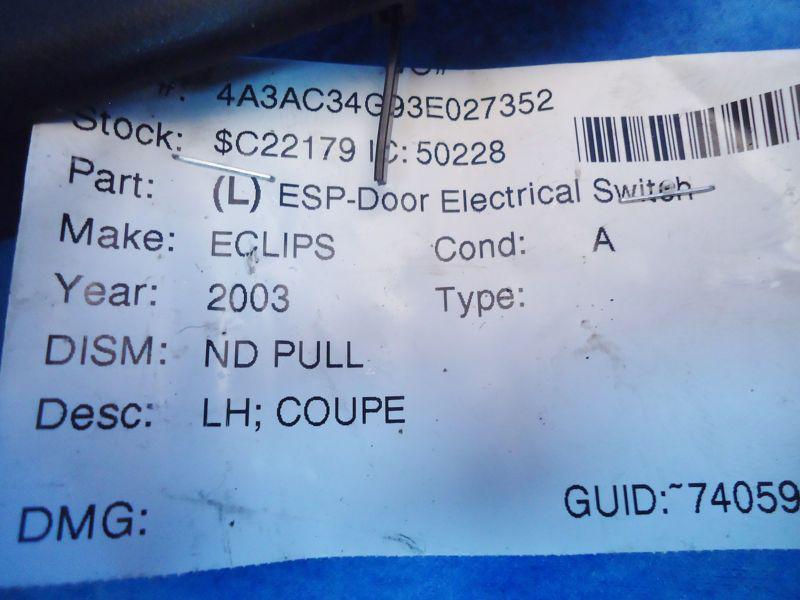 #: 4A3AC34G93E027352
Stock: $C22179 IC: 50228
Part: (L) ESP-Door Electrical Switch
Make: ECLIPS Cond: A
Year: 2003 Type:
DISM: ND PULL
Desc: LH; COUPE
DMG: GUID:~74059